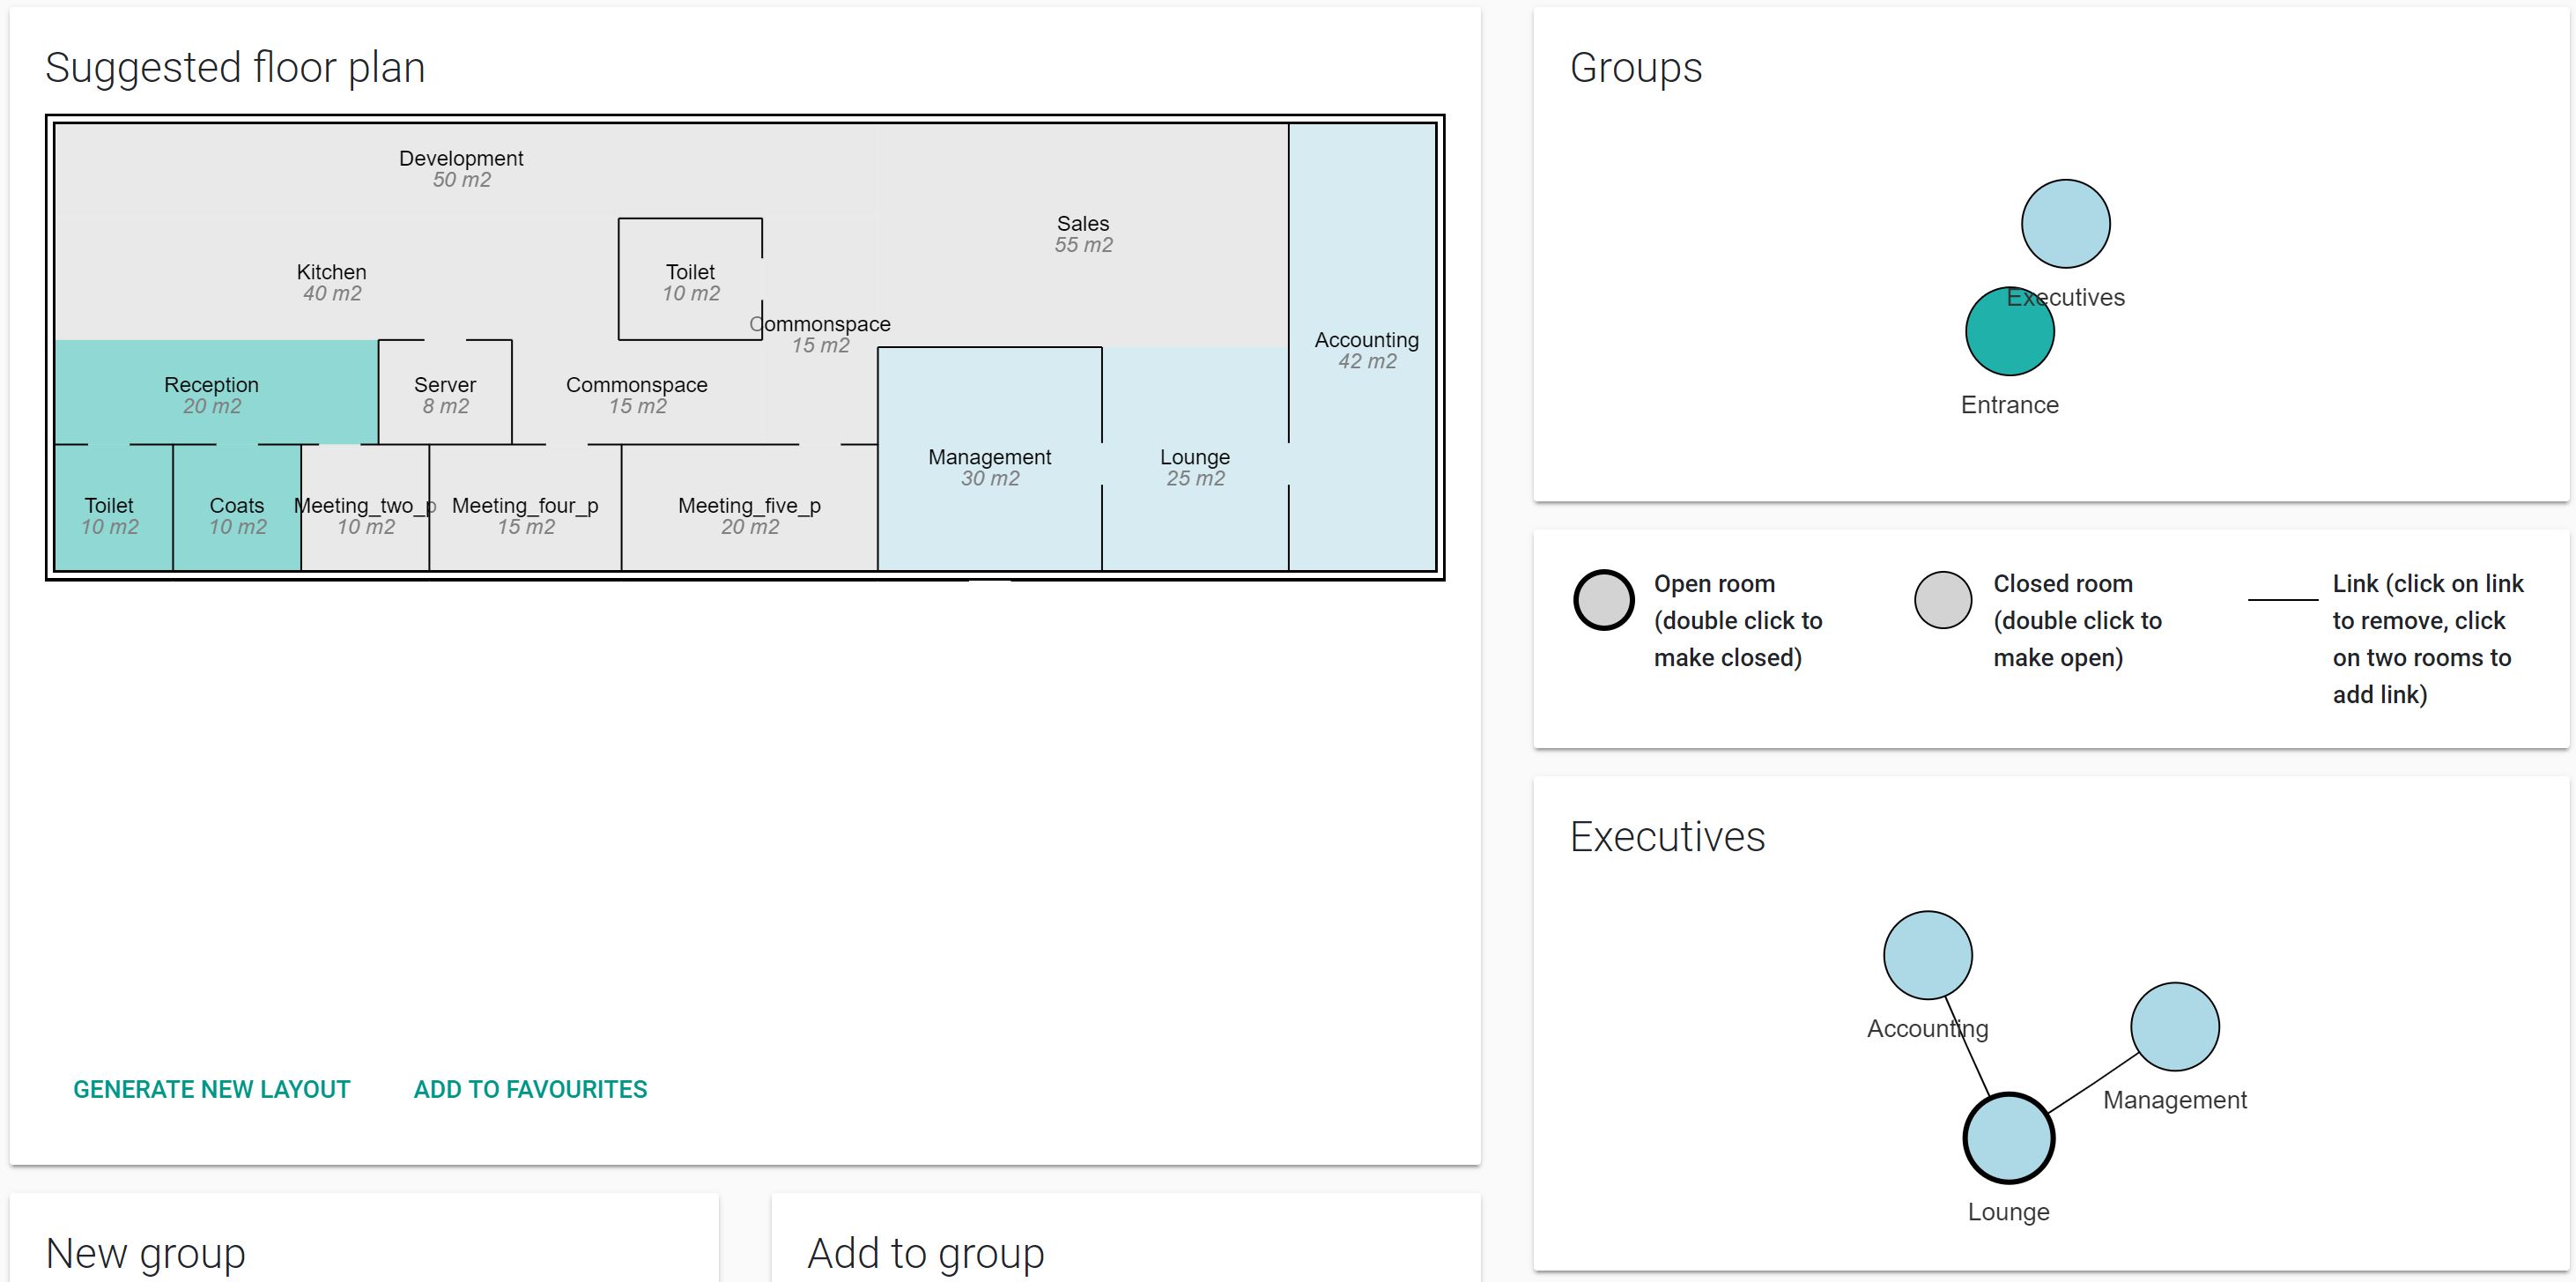 Suggested floor plan
Development
50 m2
Sales
55 m2
Kitchen
40 m2
Toilet
10 m2
Commonspace
15 m2
Accounting
42 m2
Reception
20 m2
Server
8 m2
Commonspace
15 m2
Management
30 m2
Lounge
25 m2
Toilet
10 m2
Coats
10 m2
Meeting_two_p
10 m2
Meeting_four_p
15 m2
Meeting_five_p
20 m2
GENERATE NEW LAYOUT
ADD TO FAVOURITES
New group
Add to group
Groups
Executives
Entrance
Open room
(double click to
make closed)
Closed room
(double click to
make open)
Link (click on link
to remove, click
on two rooms to
add link)
Executives
Accounting
Management
Lounge